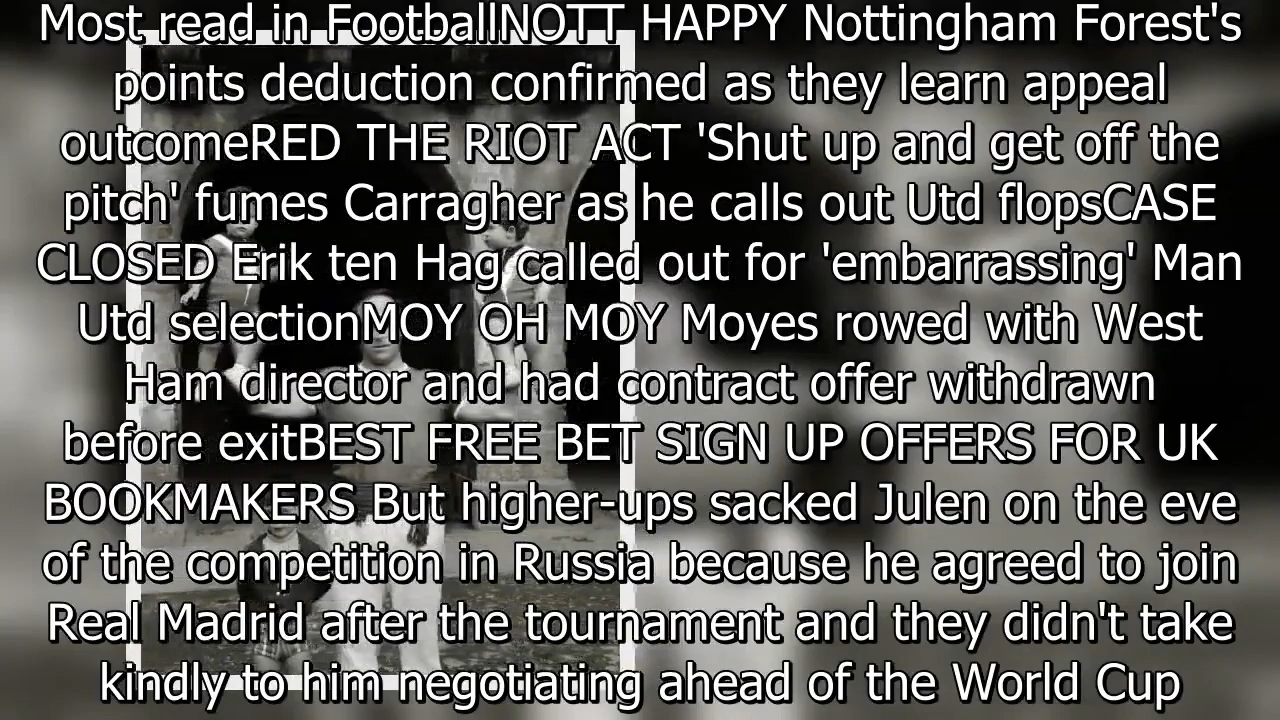 Most read in FootballNOTT HAPPY Nottingham Forest's
points deduction confirmed as they learn appeal
outcomeRED THE RIOT ACT 'Shut up and get off the
pitch' fumes Carragher as he calls out Utd flopsCASE
CLOSED Erik ten Hag called out for 'embarrassing' Man
Utd selectionMOY OH MOY Moyes rowed with West
Ham director and had contract offer withdrawn
before exitBEST FREE BET SIGN UP OFFERS FOR UK
BOOKMAKERS But higher-ups sacked Julen on the eve
of the competition in Russia because he agreed to join
Real Madrid after the tournament and they didn't take
kindly to him negotiating ahead of the World Cup